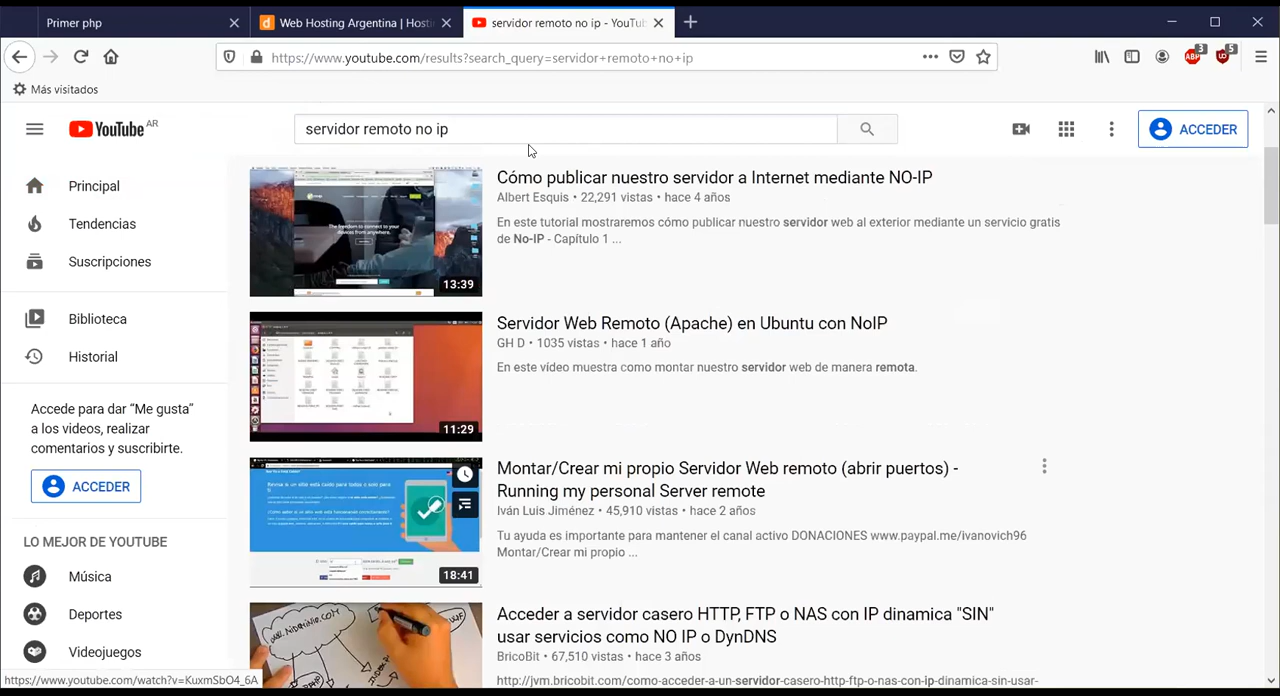 Primer php
Web Hosting Argentina | Hosti
servidor remoto no ip - YouTub
https://www.youtube.com/results?search_query=servidor+remoto+no+ip
ABP 3
5
Más visitados
YouTube AR
servidor remoto no ip
ACCEDER
Principal
Tendencias
Suscripciones
Biblioteca
Historial
Accede para dar “Me gusta”
a los videos, realizar
comentarios y suscribirte.
ACCEDER
LO MEJOR DE YOUTUBE
Música
Deportes
Videojuegos
13:39
Cómo publicar nuestro servidor a Internet mediante NO-IP
Albert Esquis • 22,291 vistas • hace 4 años
En este tutorial mostraremos cómo publicar nuestro servidor web al exterior mediante un servicio gratis
de No-IP - Capítulo 1 ...
11:29
Servidor Web Remoto (Apache) en Ubuntu con NoIP
GH D • 1035 vistas • hace 1 año
En este vídeo muestra como montar nuestro servidor web de manera remota.
18:41
Montar/Crear mi propio Servidor Web remoto (abrir puertos) -
Running my personal Server remote
Iván Luis Jiménez • 45,910 vistas • hace 2 años
Tu ayuda es importante para mantener el canal activo DONACIONES www.paypal.me/ivanovich96
Montar/Crear mi propio ...
Acceder a servidor casero HTTP, FTP o NAS con IP dinamica "SIN"
usar servicios como NO IP o DynDNS
BricoBit • 67,510 vistas • hace 3 años
http://jvm.bricobit.com/como-acceder-a-un-servidor-casero-http-ftp-o-nas-con-ip-dinamica-sin-usar-
https://www.youtube.com/watch?v=KuxmSbO4_6A